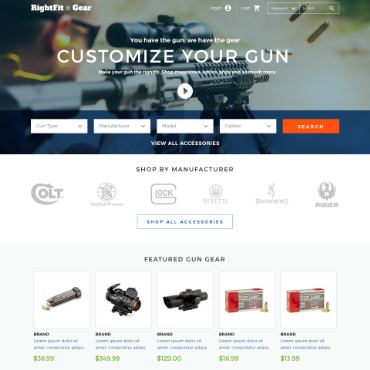 RightFit Gear
login cart Keyword Search
You have the gun, we have the gear
CUSTOMIZE YOUR GUN
Make your gun the rightfit. Shop magazines, optics, grips and so much more.
Gun Type Manufacturer Model Caliber SEARCH
VIEW ALL ACCESSORIES
SHOP BY MANUFACTURER
COLT GLOCK BERETTA BROWNING RUGER
SHOP ALL ACCESSORIES
FEATURED GUN GEAR
BRAND BRAND BRAND BRAND BRAND
Lorem ipsum dolor sit Lorem ipsum dolor sit Lorem ipsum dolor sit Lorem ipsum dolor sit Lorem ipsum dolor sit
amet, consectetur adipis... amet, consectetur adipis... amet, consectetur adipis... amet, consectetur adipis... amet, consectetur adipis...
$36.99 $349.99 $129.00 $16.99 $13.99